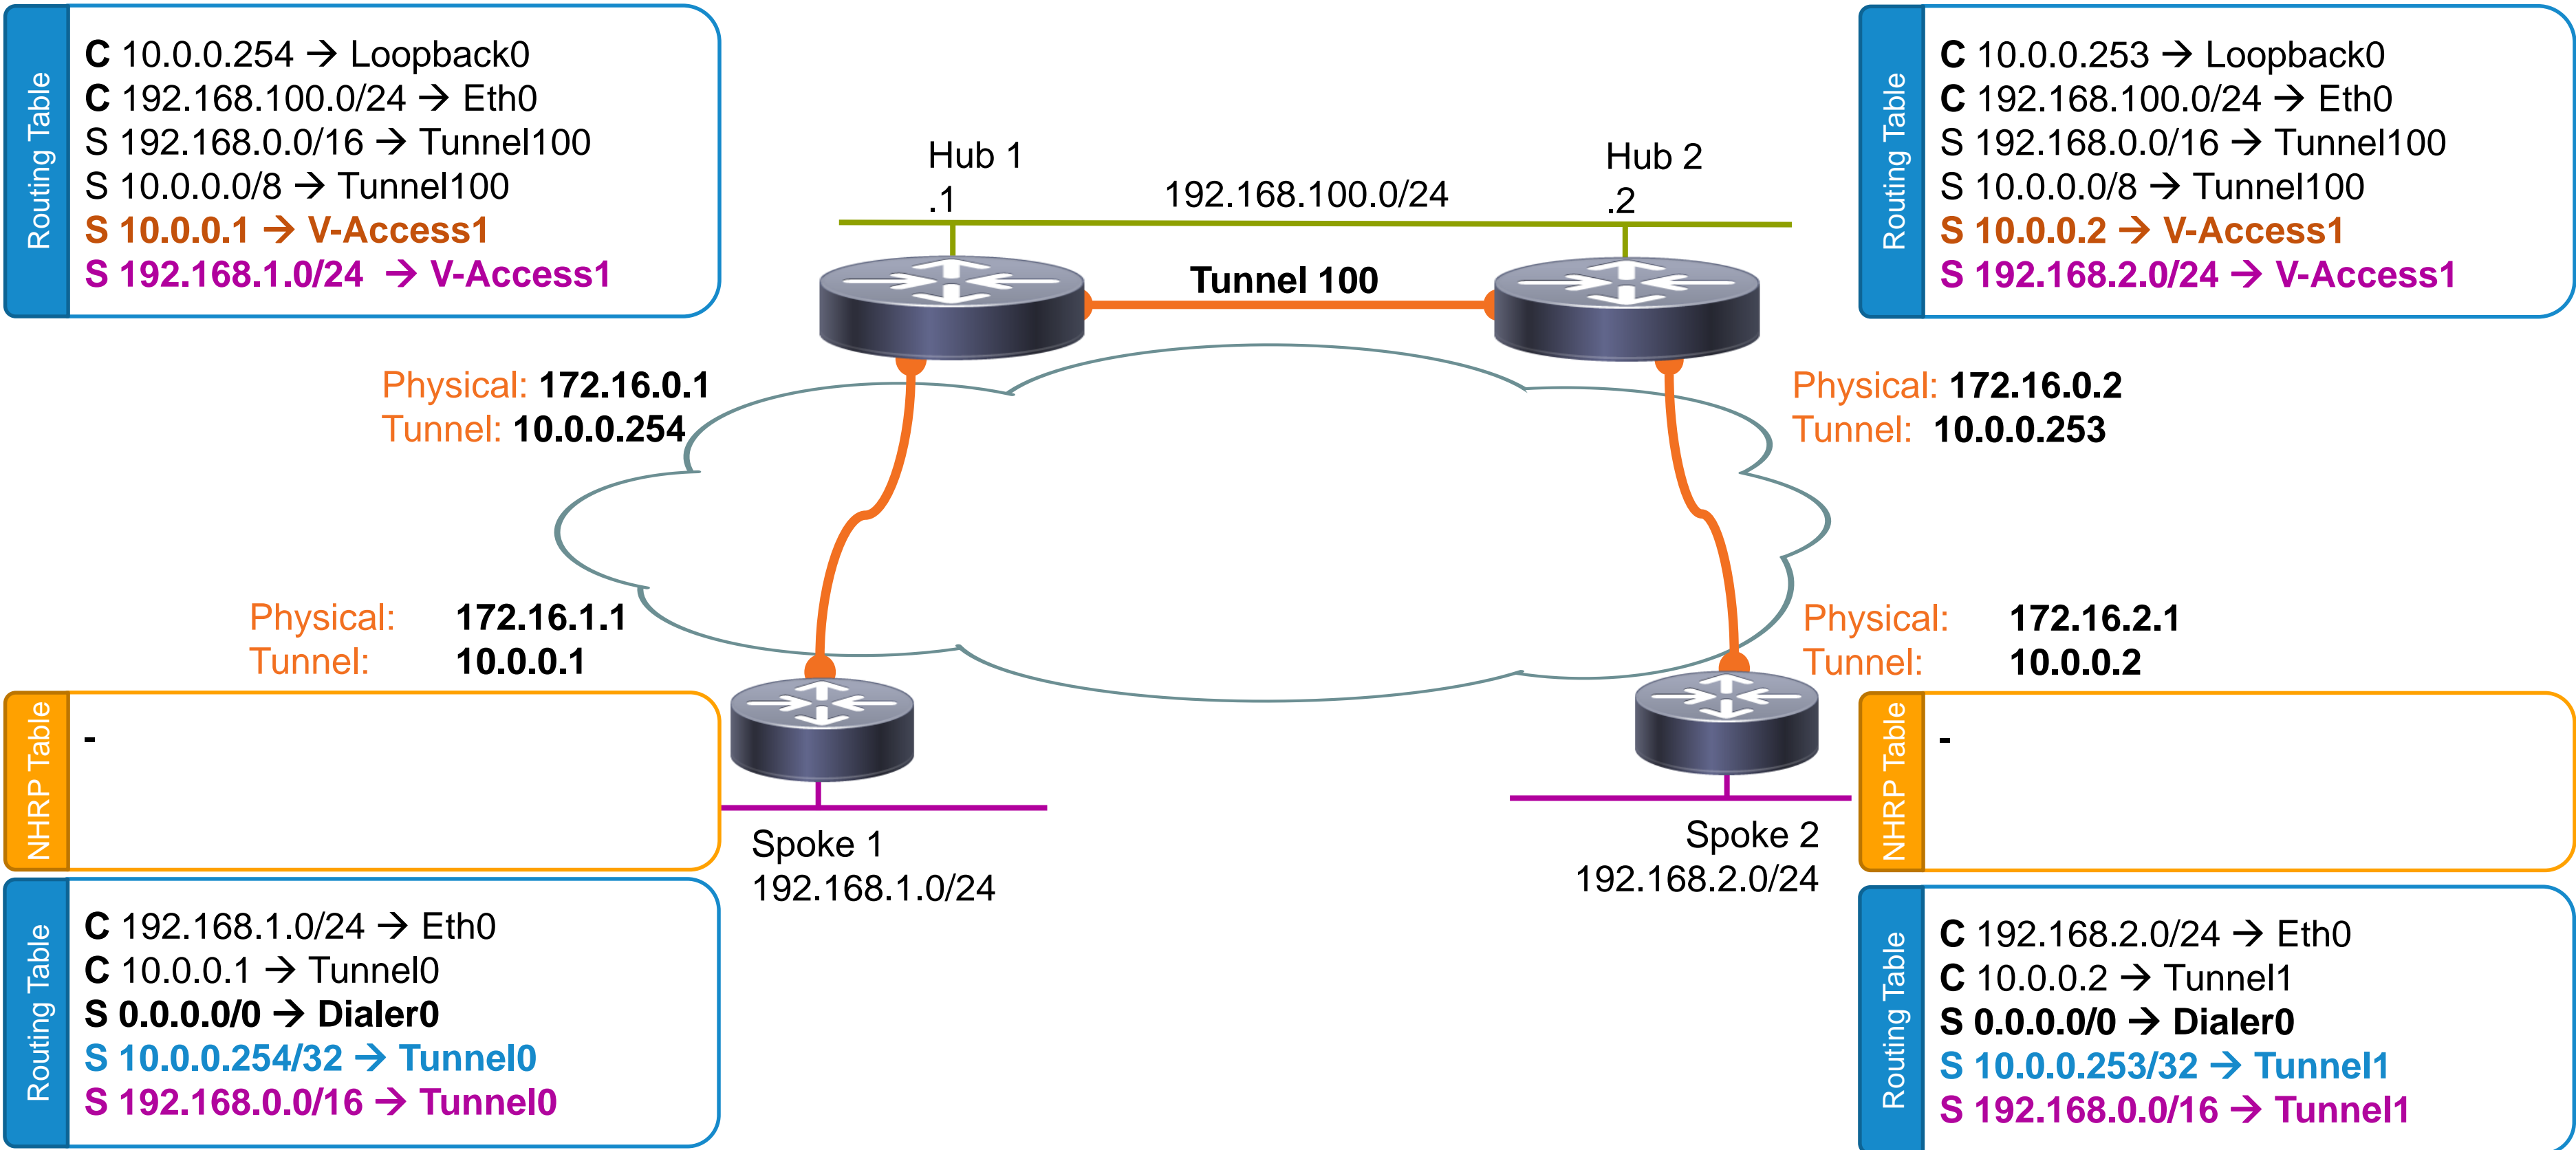 Routing Table
C 10.0.0.254 → Loopback0
C 192.168.100.0/24 → Eth0
S 192.168.0.0/16 → Tunnel100
S 10.0.0.0/8 → Tunnel100
S 10.0.0.1 → V-Access1
S 192.168.1.0/24 → V-Access1
Routing Table
C 10.0.0.253 → Loopback0
C 192.168.100.0/24 → Eth0
S 192.168.0.0/16 → Tunnel100
S 10.0.0.0/8 → Tunnel100
S 10.0.0.2 → V-Access1
S 192.168.2.0/24 → V-Access1
Hub 1
.1
192.168.100.0/24
Hub 2
.2
Tunnel 100
Physical: 172.16.0.1
Tunnel: 10.0.0.254
Physical: 172.16.0.2
Tunnel: 10.0.0.253
Physical: 172.16.1.1
Tunnel: 10.0.0.1
Physical: 172.16.2.1
Tunnel: 10.0.0.2
NHRP Table
-
NHRP Table
-
Spoke 1
192.168.1.0/24
Spoke 2
192.168.2.0/24
Routing Table
C 192.168.1.0/24 → Eth0
C 10.0.0.1 → Tunnel0
S 0.0.0.0/0 → Dialer0
S 10.0.0.254/32 → Tunnel0
S 192.168.0.0/16 → Tunnel0
Routing Table
C 192.168.2.0/24 → Eth0
C 10.0.0.2 → Tunnel1
S 0.0.0.0/0 → Dialer0
S 10.0.0.253/32 → Tunnel1
S 192.168.0.0/16 → Tunnel1